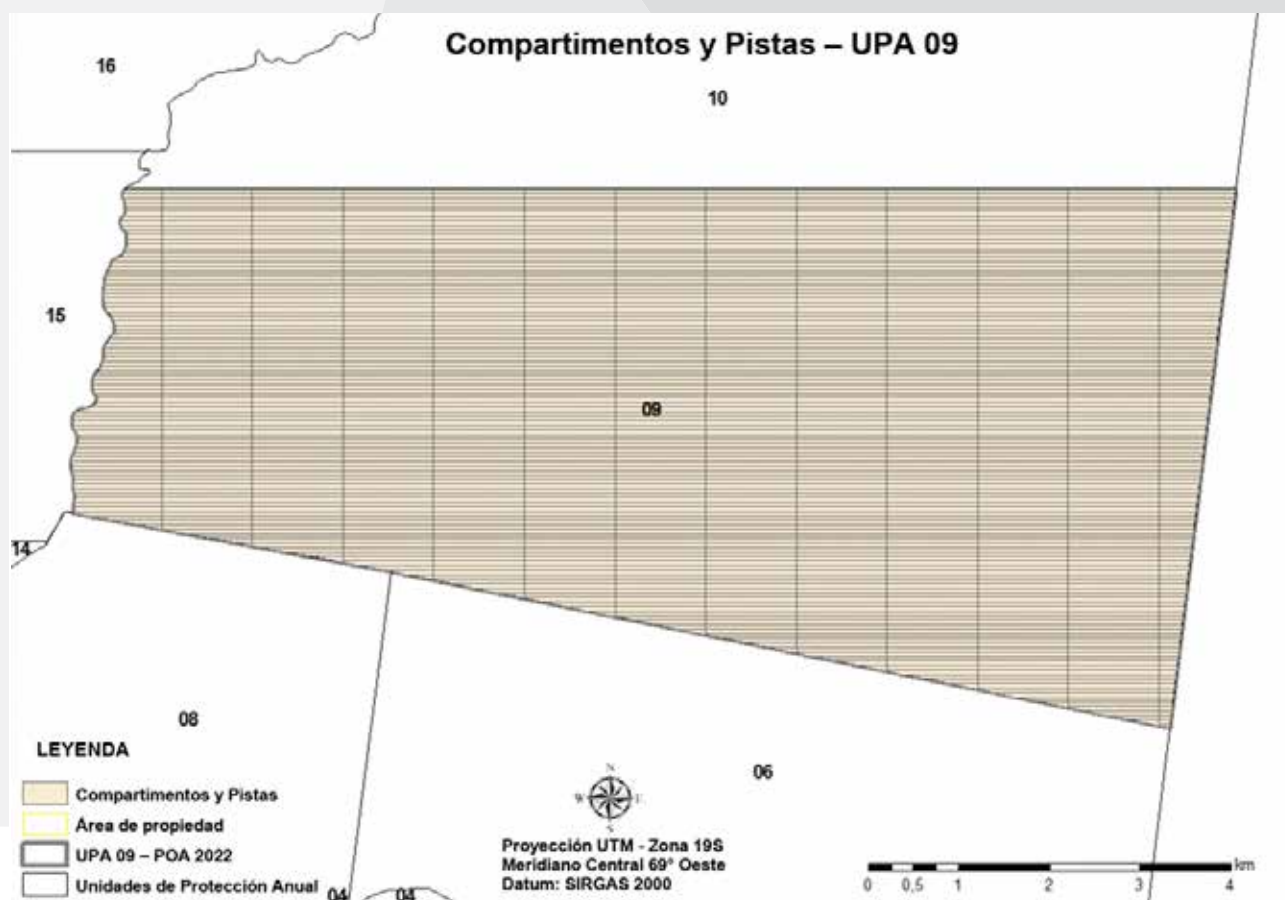 Compartimentos y Pistas – UPA 09
16
10
15
09
14
08
06
LEYENDA
Compartimentos y Pistas
Área de propiedad
UPA 09 – POA 2022
Unidades de Protección Anual
04
04
N
W
E
S
Proyección UTM - Zona 19S
Meridiano Central 69° Oeste
Datum: SIRGAS 2000
km
0 0,5 1 2 3 4